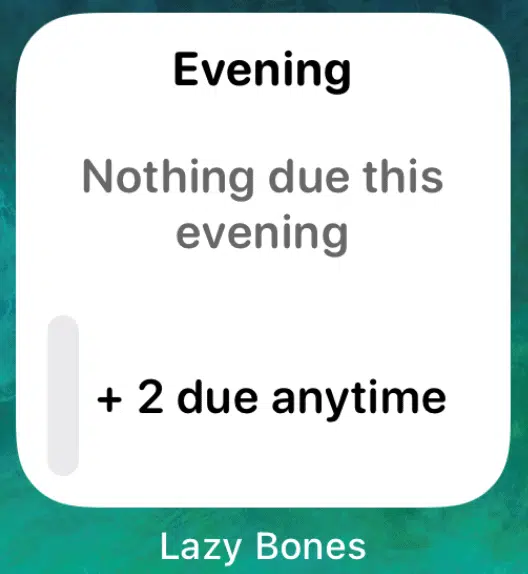 Evening
Nothing due this
evening
+ 2 due anytime
Lazy Bones